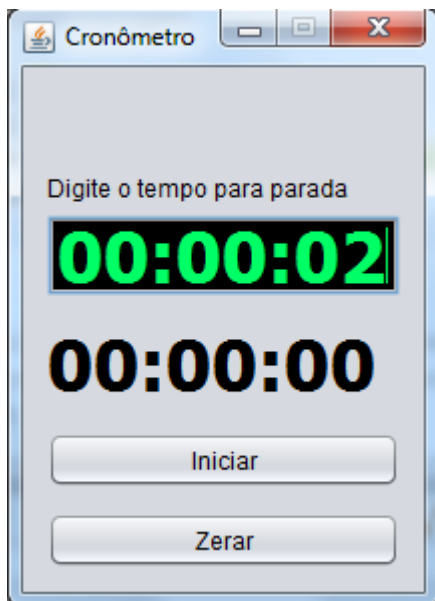 Cronômetro
Digite o tempo para parada
00:00:02
00:00:00
Iniciar
Zerar